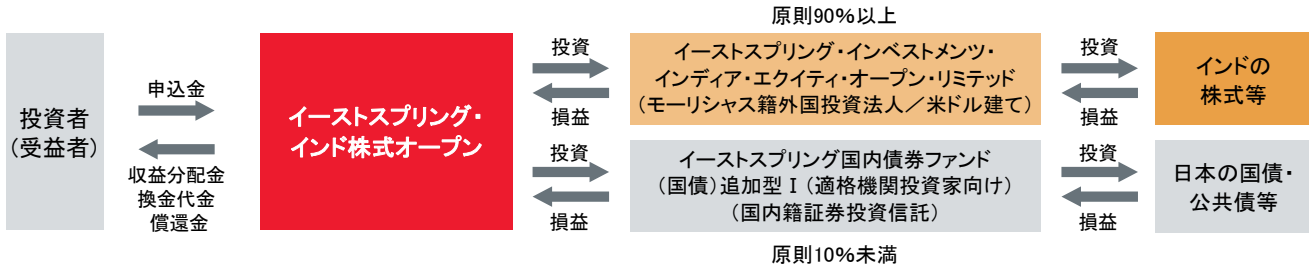 原則90%以上
投資者
(受益者)
申込金
収益分配金
換金代金
償還金
イーストスプリング・
インド株式オープン
投資
損益
イーストスプリング・インベストメンツ・
インディア・エクイティ・オープン・リミテッド
(モーリシャス籍外国投資法人/米ドル建て)
投資
損益
インドの
株式等
投資
損益
イーストスプリング国内債券ファンド
(国債)追加型Ⅰ(適格機関投資家向け)
(国内籍証券投資信託)
投資
損益
日本の国債・
公共債等
原則10%未満